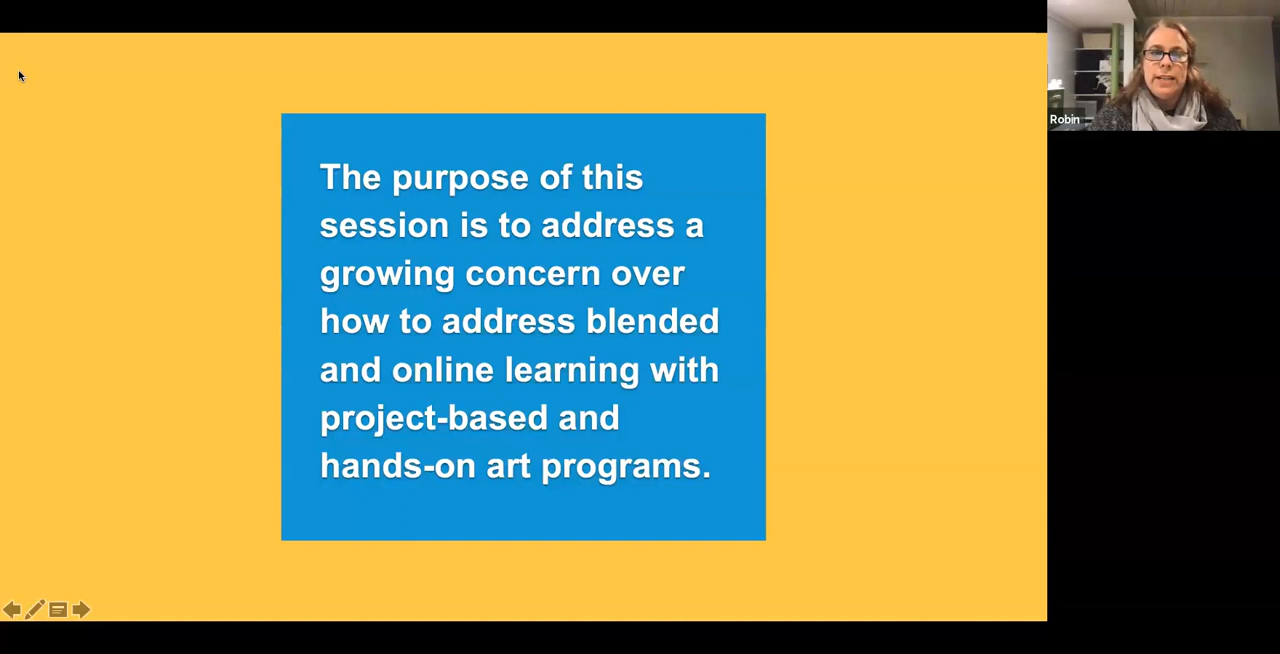 The purpose of this
session is to address a
growing concern over
how to address blended
and online learning with
project-based and
hands-on art programs.
Robin